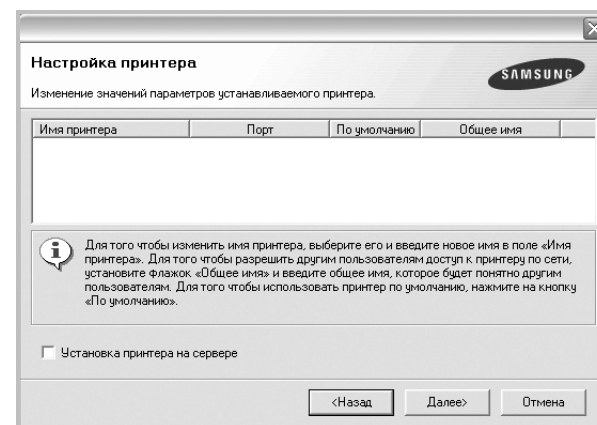 Настройка принтера
SAMSUNG
Изменение значений параметров устанавливаемого принтера.
Имя принтера Порт По умолчанию Общее имя
Для того чтобы изменить имя принтера, выберите его и введите новое имя в поле «Имя
принтера». Для того чтобы разрешить другим пользователям доступ к принтеру по сети,
установите флажок «Общее имя» и введите общее имя, которое будет понятно другим
пользователям. Для того чтобы использовать принтер по умолчанию, нажмите на кнопку
«По умолчанию».
Установка принтера на сервере
<Назад Далее> Отмена